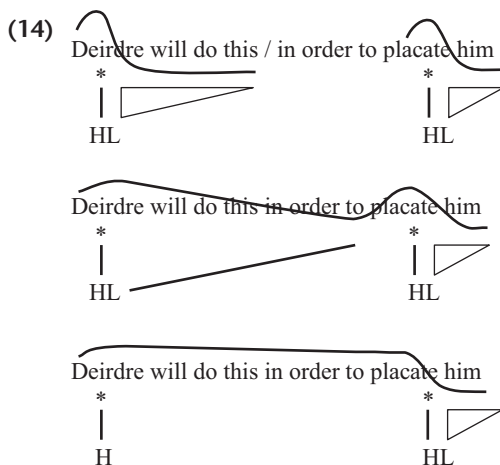 (14)
Deirdre will do this / in order to placate him
* *
HL HL
Deirdre will do this in order to placate him
* *
HL HL
Deirdre will do this in order to placate him
* *
H HL